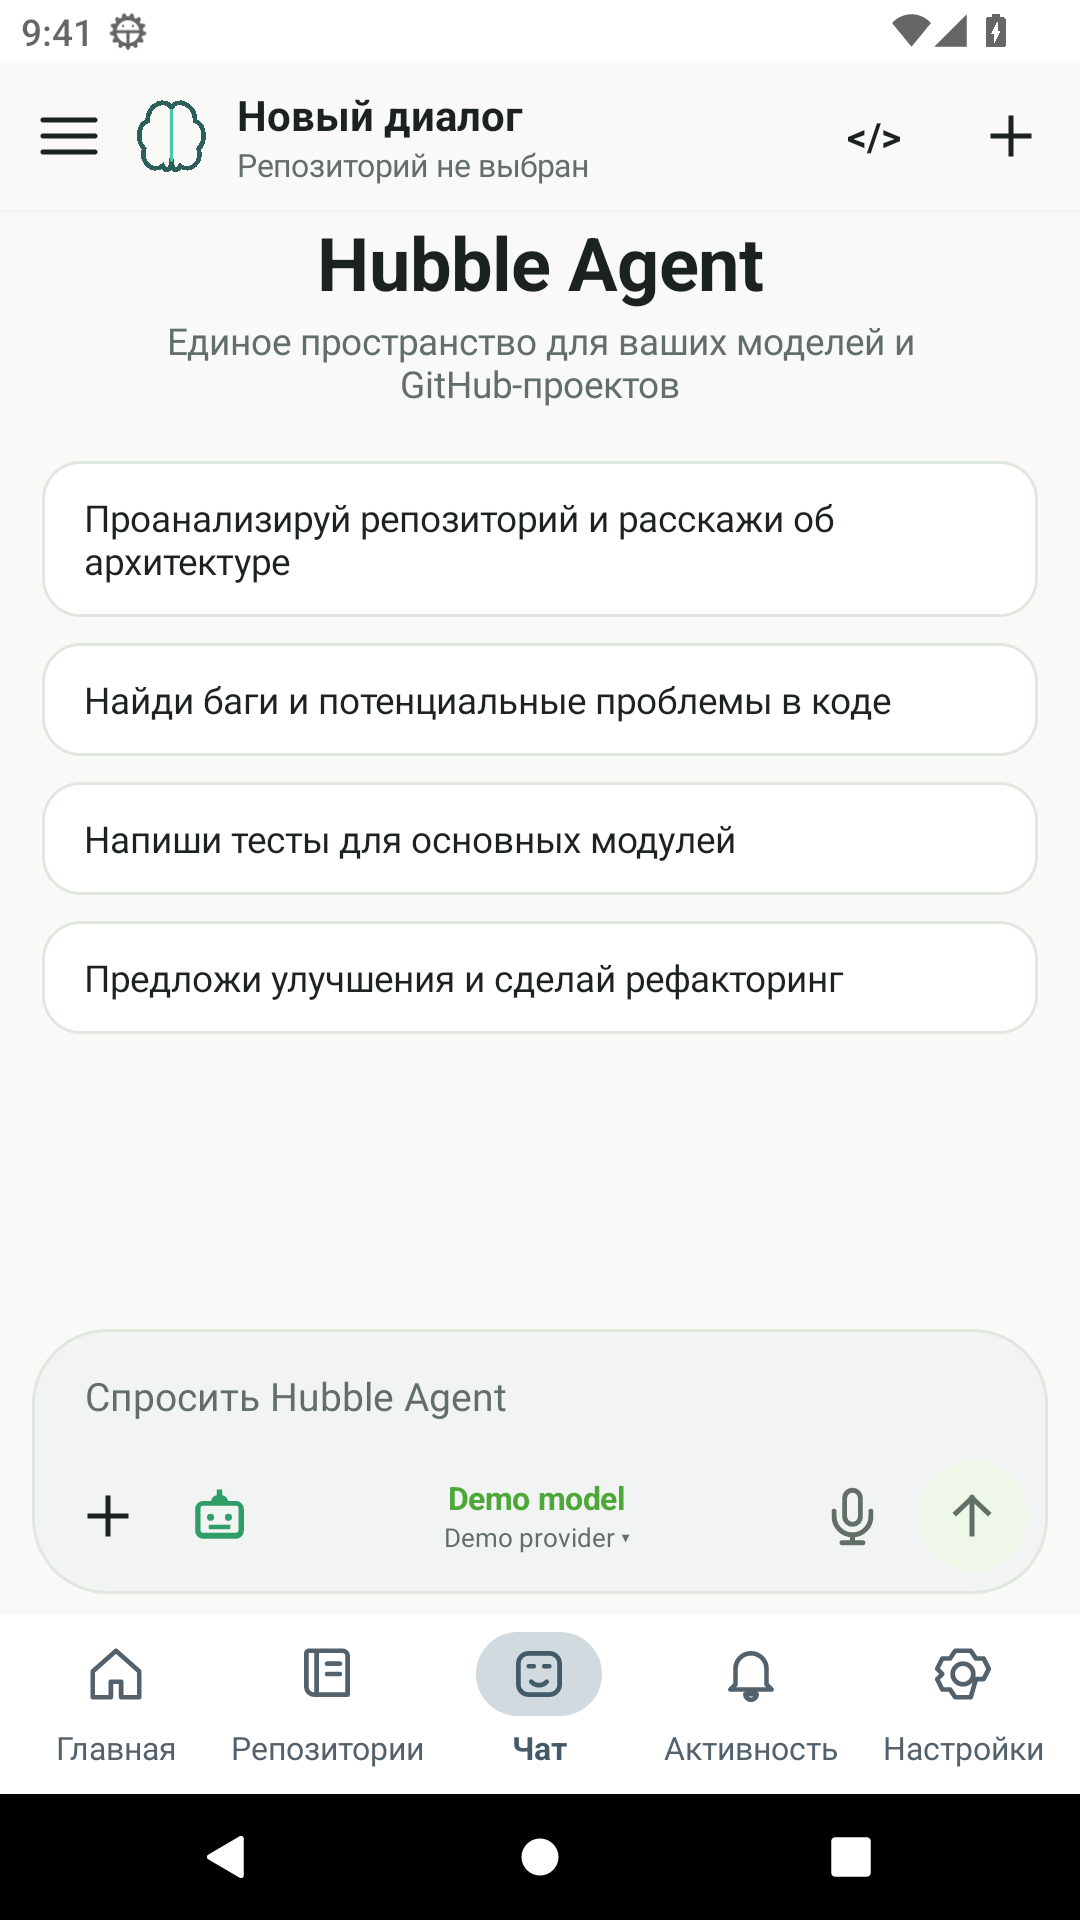 9:41
Новый диалог
Репозиторий не выбран
</>
Hubble Agent
Единое пространство для ваших моделей и
GitHub-проектов
Проанализируй репозиторий и расскажи об
архитектуре
Найди баги и потенциальные проблемы в коде
Напиши тесты для основных модулей
Предложи улучшения и сделай рефакторинг
Спросить Hubble Agent
Demo model
Demo provider ▾
Главная
Репозитории
Чат
Активность
Настройки